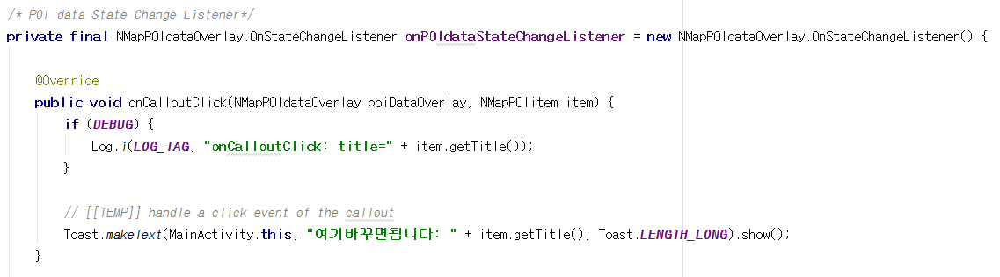 /* POI data State Change Listener*/
private final NMapPOIdataOverlay.OnStateChangeListener onPOIdataStateChangeListener = new NMapPOIdataOverlay.OnStateChangeListener() {
@Override
public void onCalloutClick(NMapPOIdataOverlay poiDataOverlay, NMapPOIitem item) {
if (DEBUG) {
Log.i(LOG_TAG, "onCalloutClick: title=" + item.getTitle());
}
// [[TEMP]] handle a click event of the callout
Toast.makeText(MainActivity.this, "여기바꾸면됩니다: " + item.getTitle(), Toast.LENGTH_LONG).show();
}